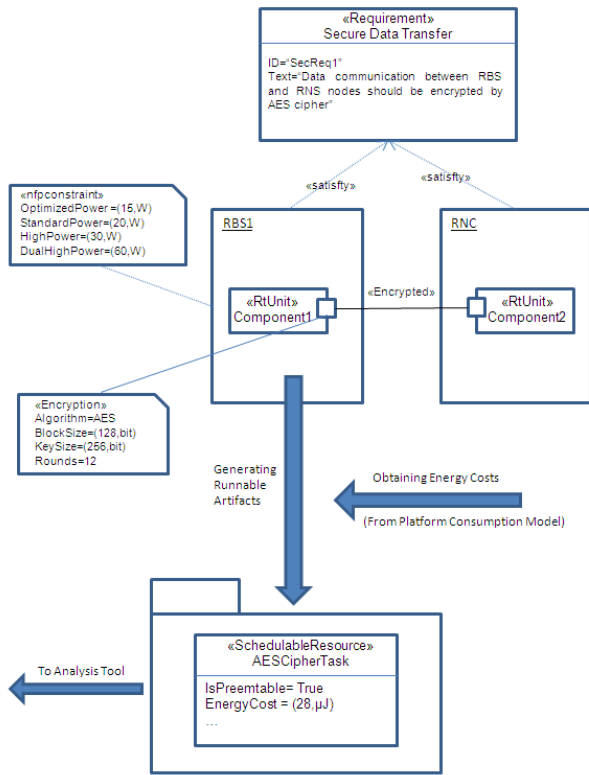 «Requirement»
Secure Data Transfer
ID="SecReq1"
Text="Data communication between RBS
and RNS nodes should be encrypted by
AES cipher"
«satisfty»
«satisfty»
«nfpconstraint»
OptimizedPower=(15,W)
StandardPower=(20,W)
HighPower=(30,W)
DualHighPower=(60,W)
RBS1
RNC
«RtUnit»
Component1
«Encrypted»
«RtUnit»
Component2
«Encryption»
Algorithm=AES
BlockSize=(128,bit)
KeySize=(256,bit)
Rounds=12
Generating
Runnable
Artifacts
Obtaining Energy Costs
(From Platform Consumption Model)
«SchedulableResource»
AESCipherTask
IsPreemtable= True
EnergyCost = (28,µJ)
...
To Analysis Tool